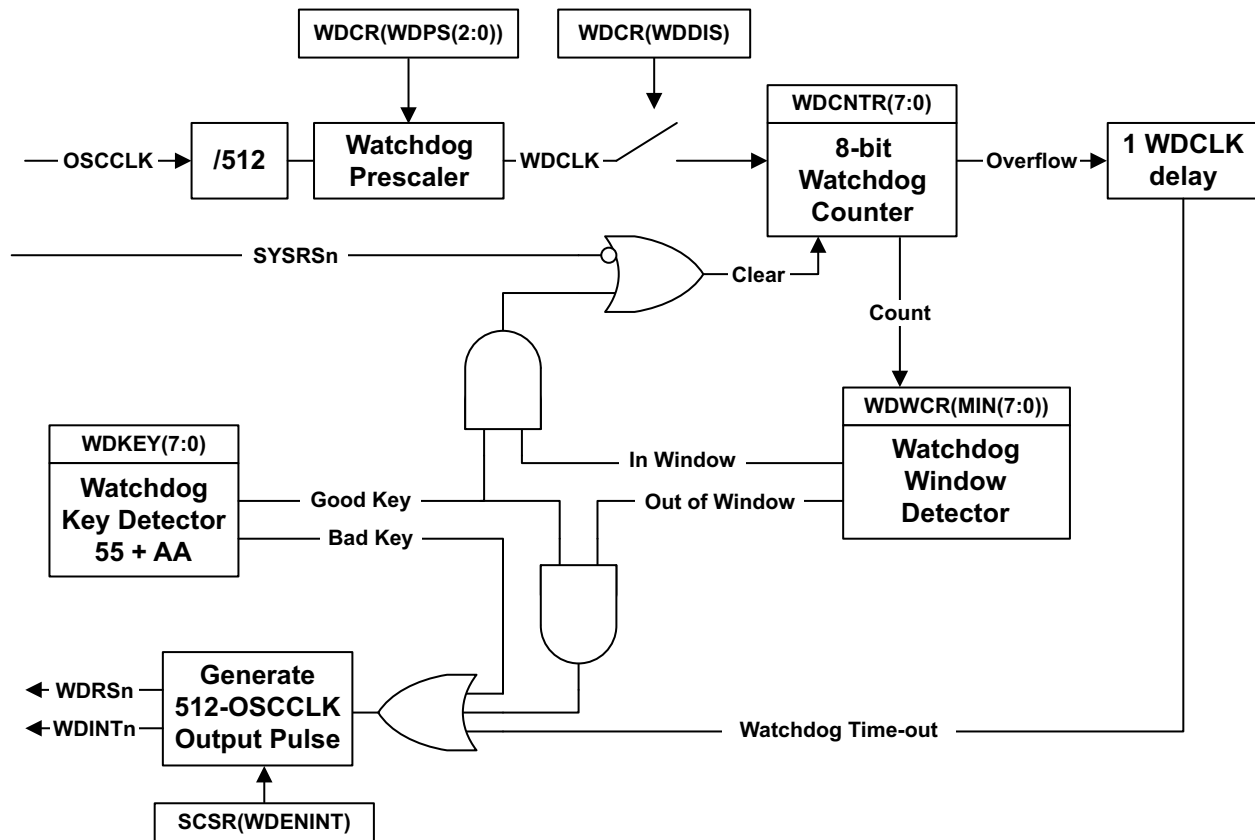 WDCR(WDPS(2:0))
WDCR(WDDIS)
WDCNTR(7:0)
OSCCLK
/512
Watchdog
Prescaler
WDCLK
8-bit
Watchdog
Counter
Overflow
1 WDCLK
delay
SYSRSn
Clear
Count
WDWCR(MIN(7:0))
Watchdog
Window
Detector
WDKEY(7:0)
Watchdog
Key Detector
55 + AA
In Window
Good Key
Out of Window
Bad Key
Generate
512-OSCCLK
Output Pulse
WDRSn
WDINTn
Watchdog Time-out
SCSR(WDENINT)